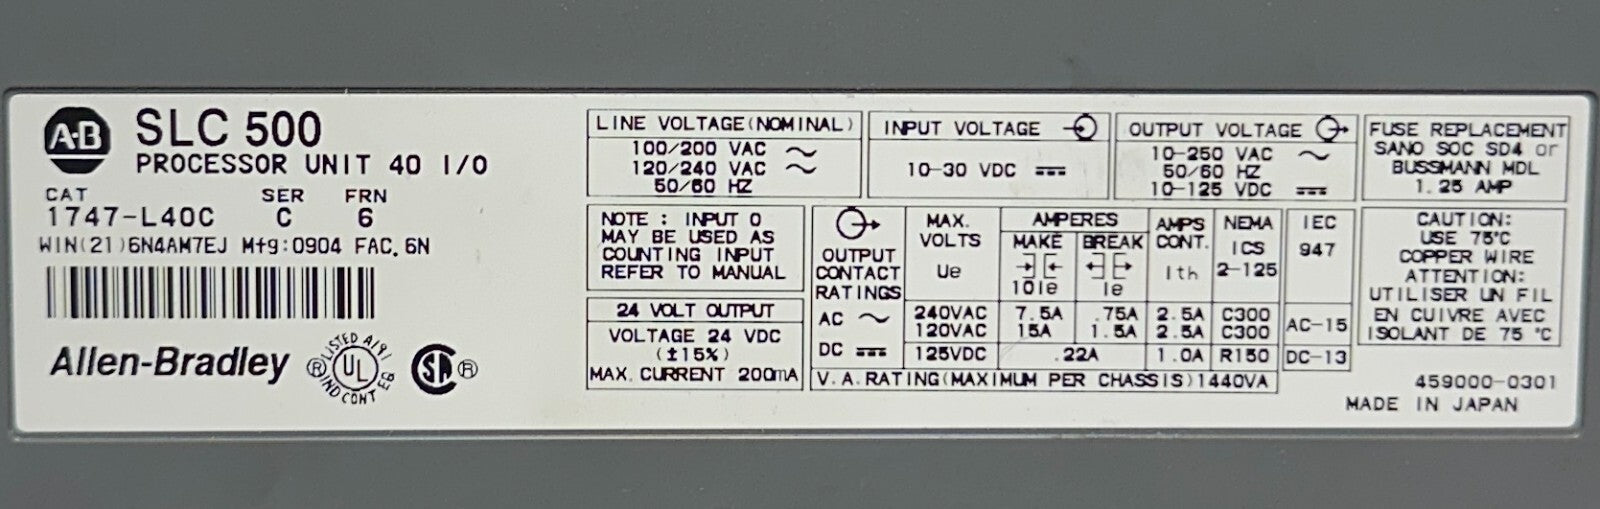 A-B
SLC 500
PROCESSOR UNIT 40 I/O
CAT SER FRN
1747-L40C C 6
WIN(21)6N4AM7EJ Mfg:0904 FAC.6N
Allen-Bradley
® LISTED A191 UL IND CONT EB
SA ®
LINE VOLTAGE(NOMINAL)
100/200 VAC ~
120/240 VAC ~
50/60 HZ
INPUT VOLTAGE
10-30 VDC
OUTPUT VOLTAGE
10-250 VAC ~
50/60 HZ
10-125 VDC
FUSE REPLACEMENT
SANO SOC SD4 or
BUSSMANN MDL
1.25 AMP
NOTE : INPUT 0
MAY BE USED AS
COUNTING INPUT
REFER TO MANUAL
24 VOLT OUTPUT
VOLTAGE 24 VDC
(±15%)
MAX. CURRENT 200mA
OUTPUT
CONTACT
RATINGS
MAX.
VOLTS
Ue
AMPERES
MAKE BREAK
10Ie Ie
AMPS
CONT.
Ith
NEMA
ICS
2-125
IEC
947
AC ~ 240VAC 7.5A .75A 2.5A C300 AC-15
120VAC 15A 1.5A 2.5A C300
DC 125VDC .22A 1.0A R150 DC-13
V.A.RATING(MAXIMUM PER CHASSIS)1440VA
CAUTION:
USE 75°C
COPPER WIRE
ATTENTION:
UTILISER UN FIL
EN CUIVRE AVEC
ISOLANT DE 75 °C
459000-0301
MADE IN JAPAN